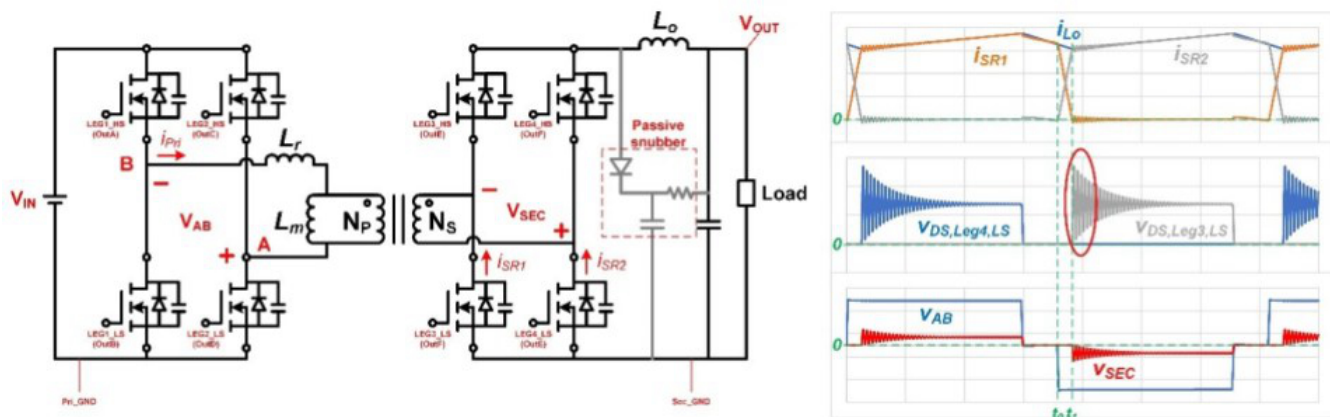 Lo
VOUT
LEG1_HS
(OutA)
LEG2_HS
(OutC)
LEG3_HS
(OutE)
LEG4_HS
(OutF)
Passive
snubber
iPri
B
Lr
VIN
VAB
Lm
NP
NS
VSEC
Load
A
iSR1
iSR2
LEG1_LS
(OutB)
LEG2_LS
(OutD)
LEG3_LS
(OutF)
LEG4_LS
(OutE)
Pri_GND
Sec_GND
iLo
iSR1
iSR2
0
vDS,Leg4,LS
vDS,Leg3,LS
0
vAB
0
vSEC
t0 t1